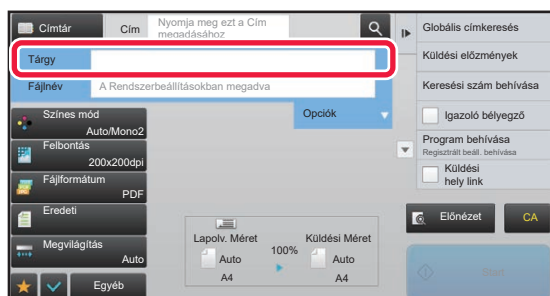 Címtár
Cím
Nyomja meg ezt a Cím
megadásához
Tárgy
Fájlnév
A Rendszerbeállításokban megadva
Opciók
Színes mód
Auto/Mono2
Felbontás
200x200dpi
Fájlformátum
PDF
Eredeti
Megvilágítás
Auto
Egyéb
Lapolv. Méret
Auto
A4
100%
Küldési Méret
Auto
A4
Globális címkeresés
Küldési előzmények
Keresési szám behívása
Igazoló bélyegző
Program behívása
Regisztrált beáll. behívása
Küldési
hely link
Előnézet
CA
Start